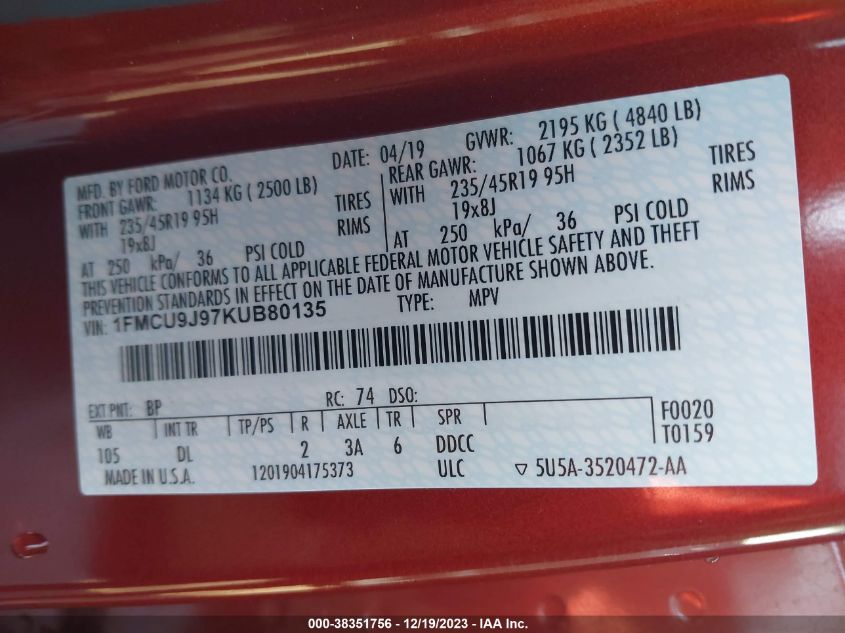 MFD. BY FORD MOTOR CO. DATE: 04/19 GVWR: 2195 KG ( 4840 LB)
FRONT GAWR: 1134 KG ( 2500 LB) REAR GAWR: 1067 KG ( 2352 LB)
WITH 235/45R19 95H TIRES WITH 235/45R19 95H TIRES
19x8J RIMS 19x8J RIMS
AT 250 kPa/ 36 PSI COLD AT 250 kPa/ 36 PSI COLD
THIS VEHICLE CONFORMS TO ALL APPLICABLE FEDERAL MOTOR VEHICLE SAFETY AND THEFT
PREVENTION STANDARDS IN EFFECT ON THE DATE OF MANUFACTURE SHOWN ABOVE.
VIN: 1FMCU9J97KUB80135 TYPE: MPV
EXT PNT: BP RC: 74 DSO:
WB INT TR TP/PS R AXLE TR SPR F0020
105 DL 2 3A 6 DDCC T0159
MADE IN U.S.A. 1201904175373 ULC ▽ 5U5A-3520472-AA
000-38351756 - 12/19/2023 - IAA Inc.